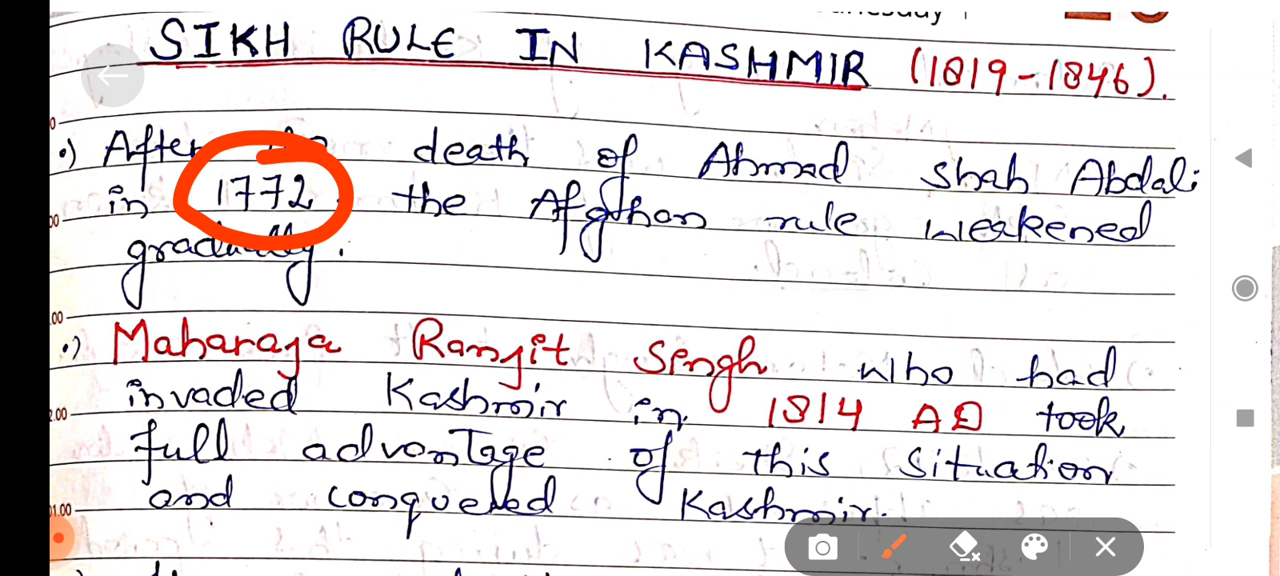 SIKH RULE IN KASHMIR (1819-1846).
•) After the death of Ahmad Shah Abdali
in 1772. the Afghan rule weakened
gradually.
•) Maharaja Ranjit Singh who had
invaded Kashmir in 1814 AD took
full advantage of this situation
and conquered Kashmir.